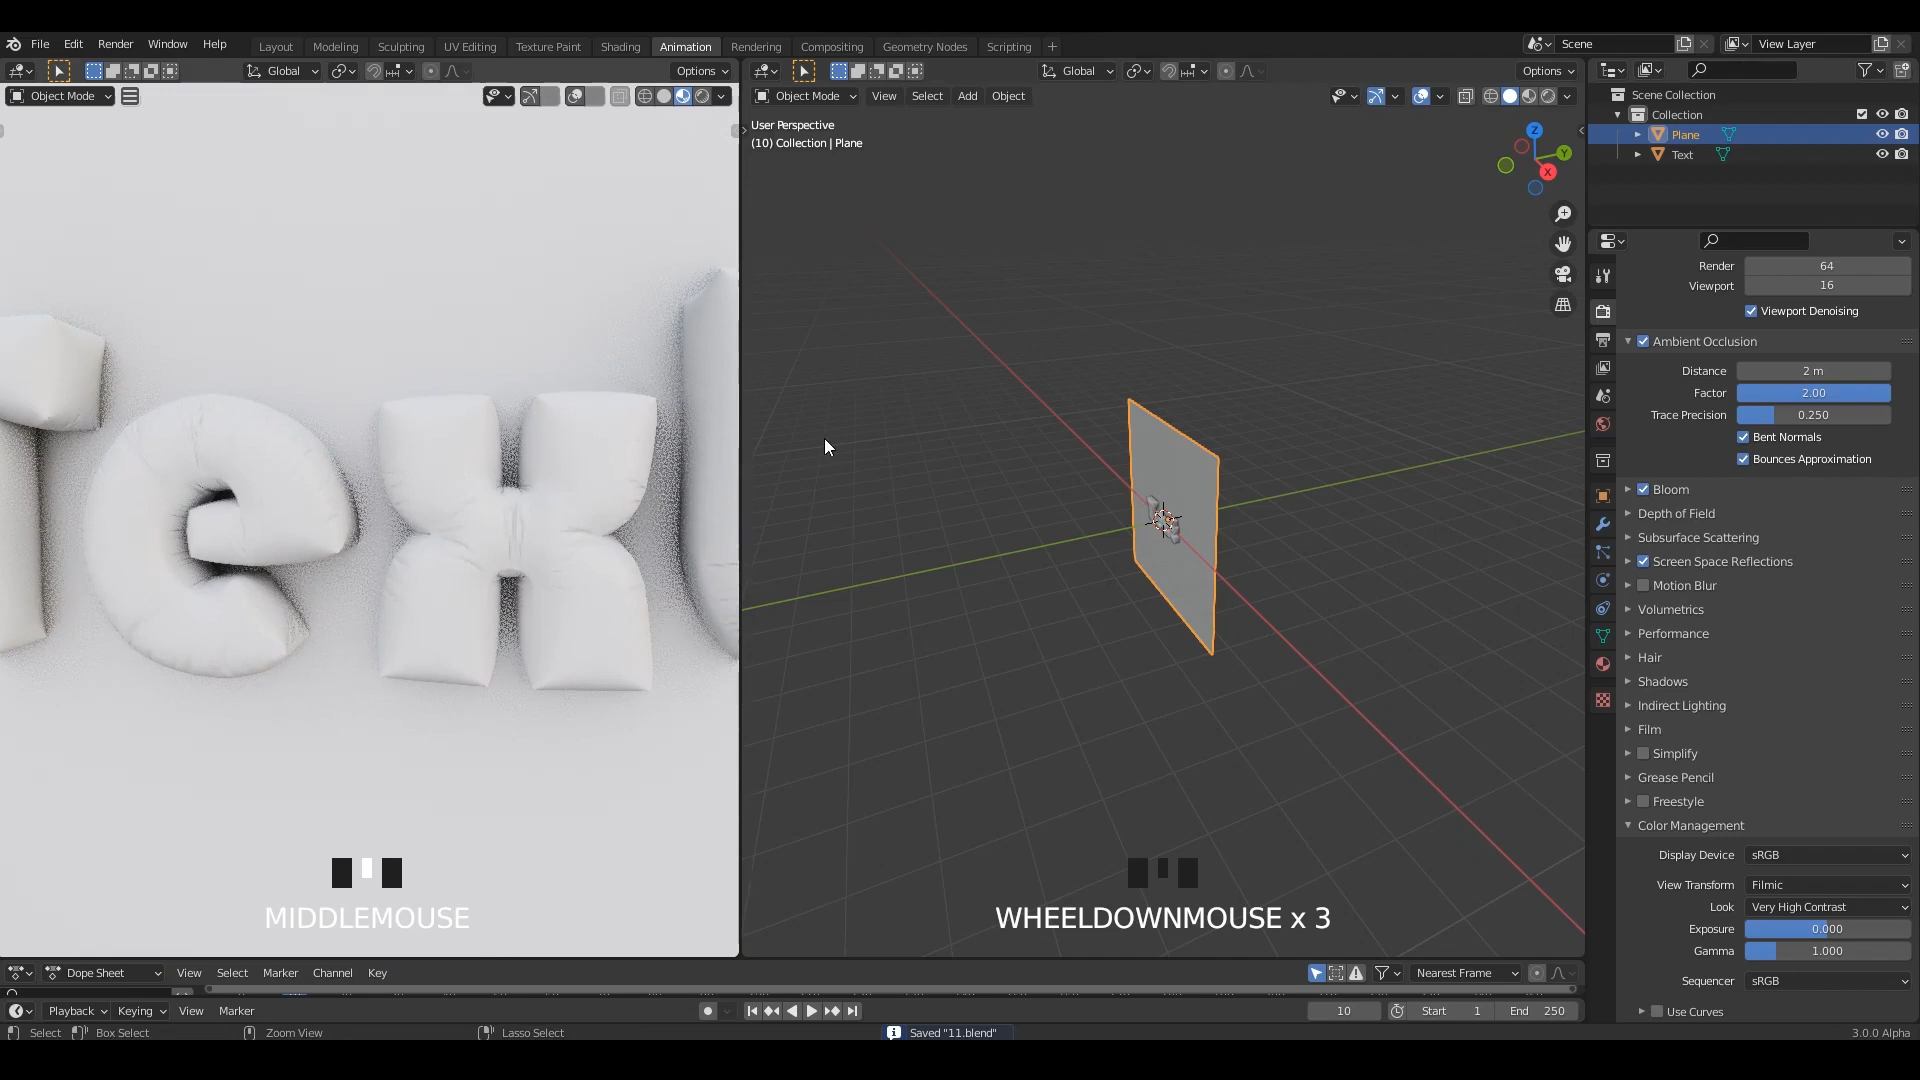 File Edit Render Window Help Layout Modeling Sculpting UV Editing Texture Paint Shading Animation Rendering Compositing Geometry Nodes Scripting + Scene View Layer
Global Options Global Options
Object Mode Object Mode View Select Add Object
User Perspective
(10) Collection | Plane
Z
Y
X
Text
MIDDLEMOUSE
WHEELDOWNMOUSE x 3
Scene Collection
Collection
Plane
Text
Render 64
Viewport 16
Viewport Denoising
Ambient Occlusion
Distance 2 m
Factor 2.00
Trace Precision 0.250
Bent Normals
Bounces Approximation
Bloom
Depth of Field
Subsurface Scattering
Screen Space Reflections
Motion Blur
Volumetrics
Performance
Hair
Shadows
Indirect Lighting
Film
Simplify
Grease Pencil
Freestyle
Color Management
Display Device sRGB
View Transform Filmic
Look Very High Contrast
Exposure 0.000
Gamma 1.000
Sequencer sRGB
Use Curves
Dope Sheet View Select Marker Channel Key Nearest Frame
Playback Keying View Marker 10 Start 1 End 250
Select Box Select Zoom View Lasso Select Saved "11.blend" 3.0.0 Alpha